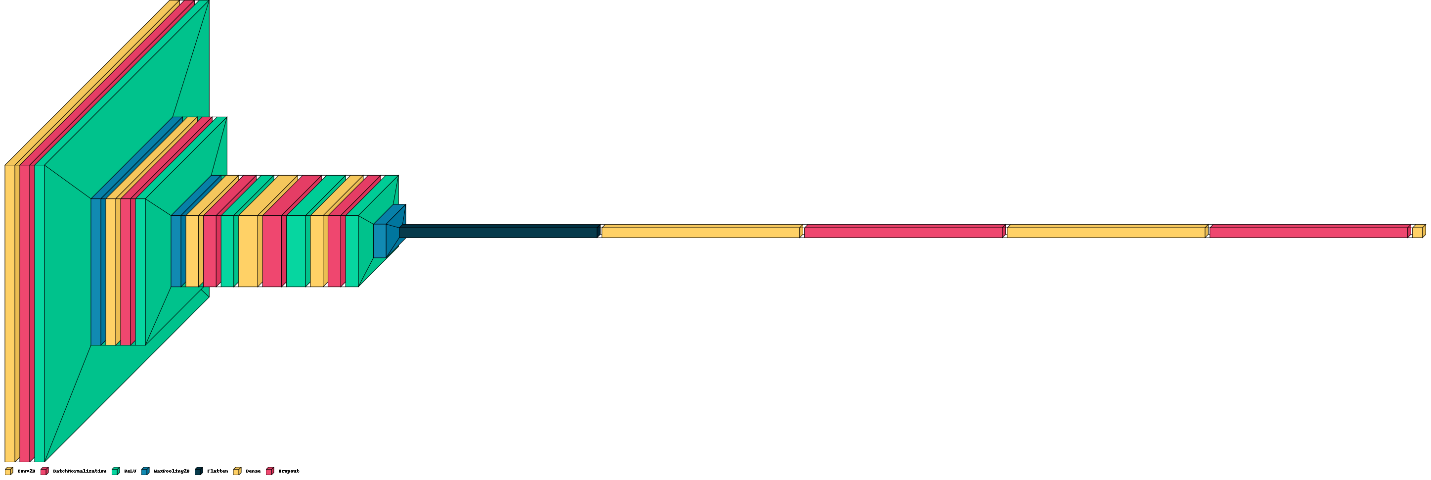 Conv2D BatchNormalization ReLU MaxPooling2D Flatten Dense Dropout